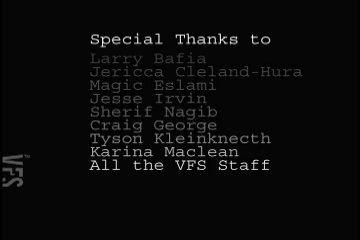 Special Thanks to
Larry Bafia
Jericca Cleland-Hura
Magic Eslami
Jesse Irvin
Sherif Nagib
Craig George
Tyson Kleinknecth
Karina Maclean
All the VFS Staff
VFS